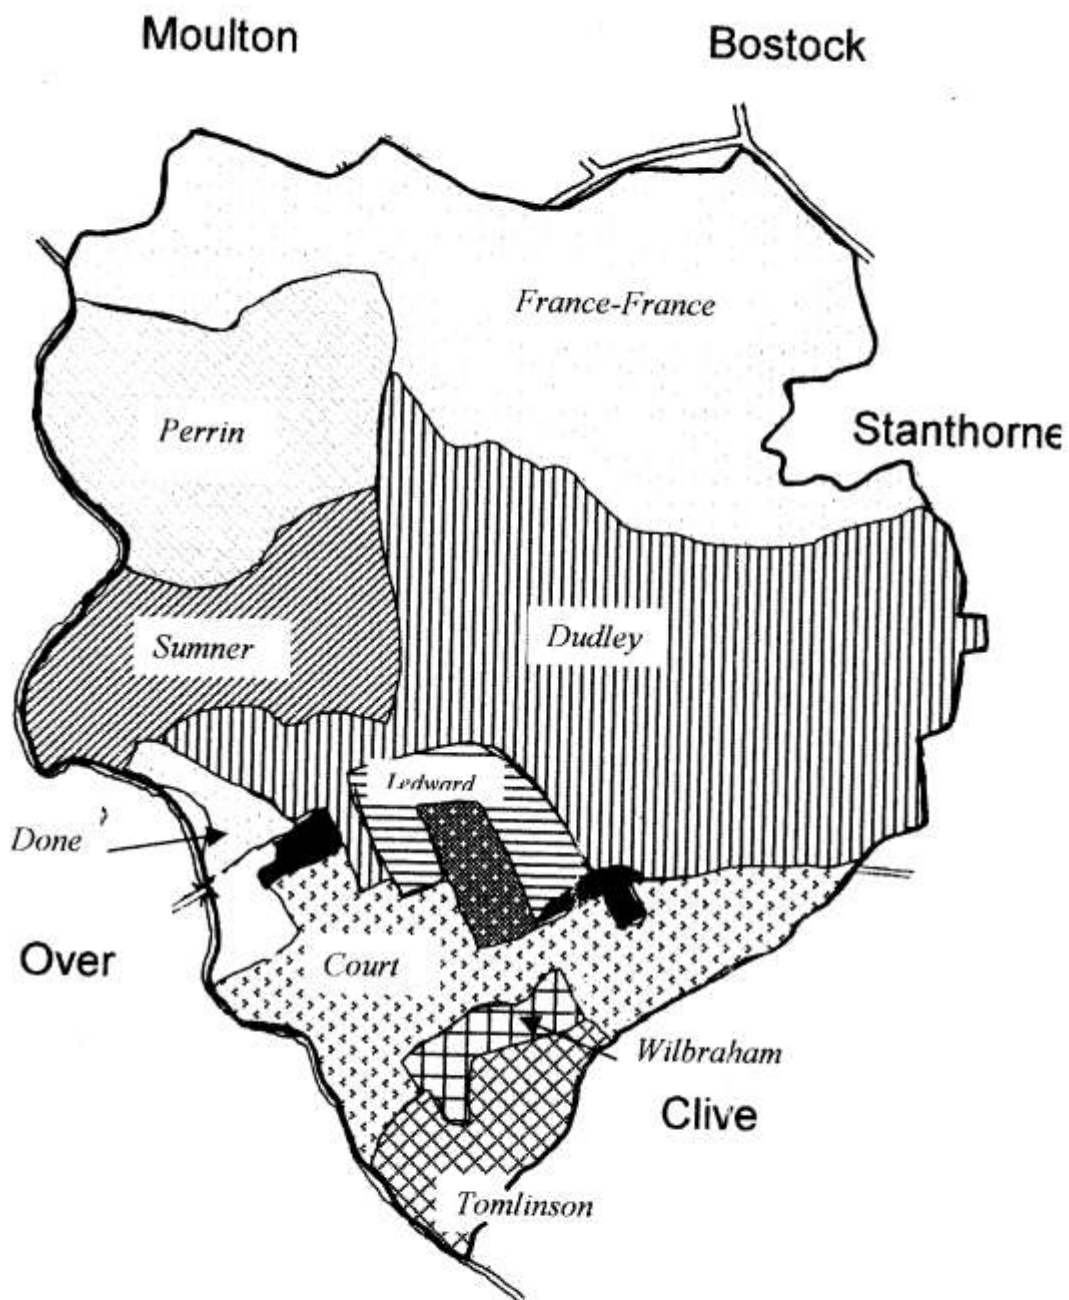 Moulton
Bostock
France-France
Perrin
Stanthorne
Sumner
Dudley
Ledward
Done
Over
Court
Wilbraham
Clive
Tomlinson